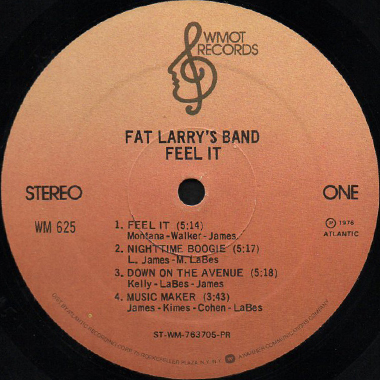 WMOT
RECORDS
FAT LARRY'S BAND
FEEL IT
STEREO
ONE
WM 625
℗ 1976
ATLANTIC
1. FEEL IT (5:14)
Montana-Walker-James
2. NIGHTTIME BOOGIE (5:17)
L. James-M. LaBes
3. DOWN ON THE AVENUE (5:18)
Kelly-LaBes-James
4. MUSIC MAKER (3:43)
James-Kimes-Cohen-LaBes
ST-WM-763705-PR